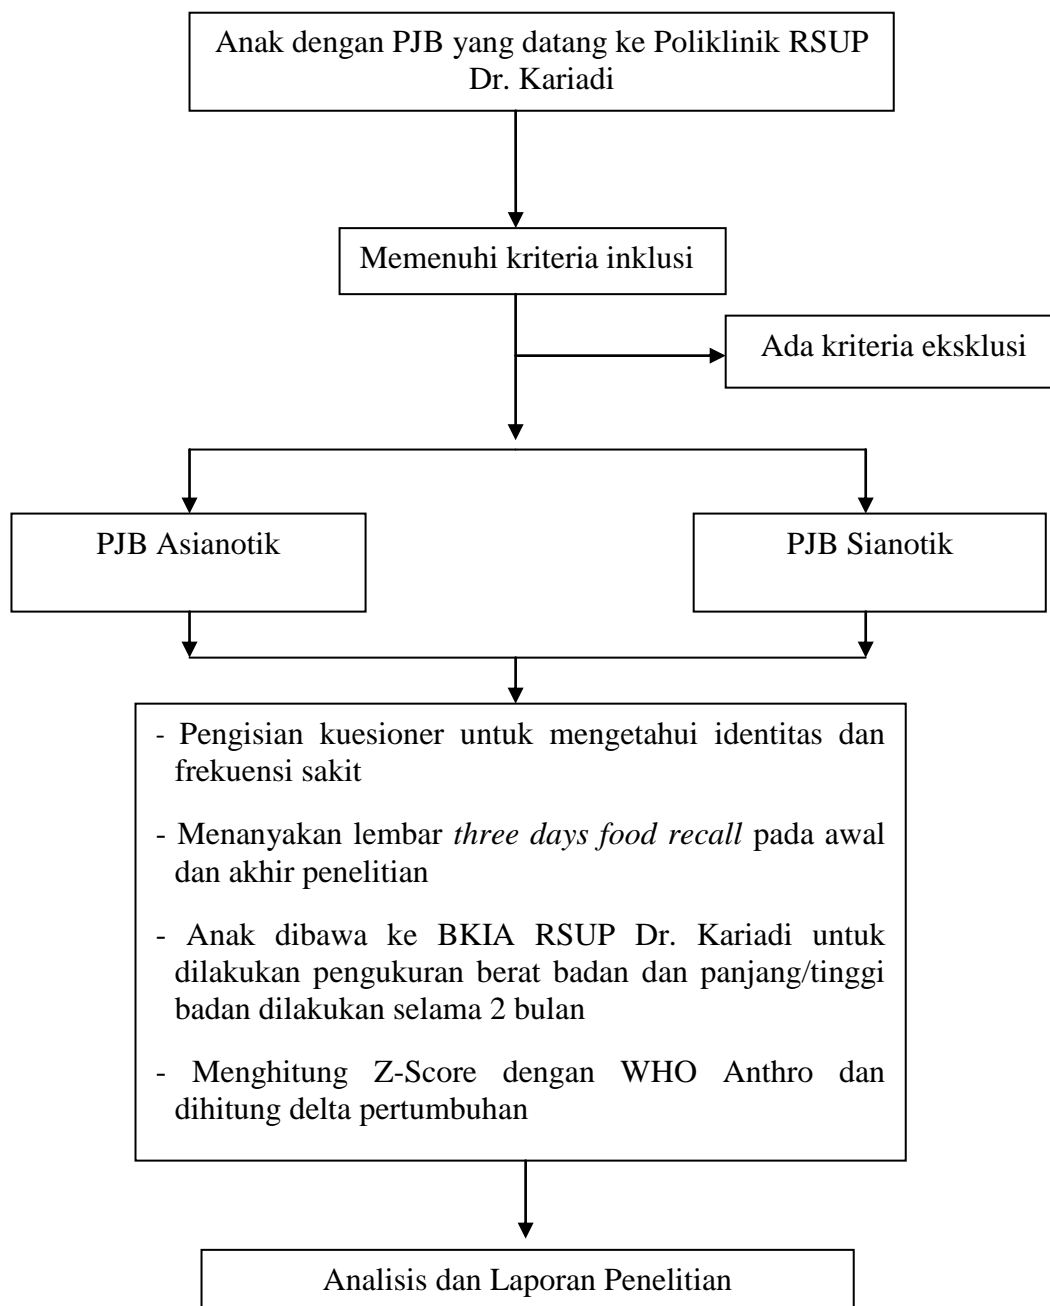 Anak dengan PJB yang datang ke Poliklinik RSUP
Dr. Kariadi
Memenuhi kriteria inklusi
Ada kriteria eksklusi
PJB Asianotik
PJB Sianotik
- Pengisian kuesioner untuk mengetahui identitas dan
frekuensi sakit
- Menanyakan lembar three days food recall pada awal
dan akhir penelitian
- Anak dibawa ke BKIA RSUP Dr. Kariadi untuk
dilakukan pengukuran berat badan dan panjang/tinggi
badan dilakukan selama 2 bulan
- Menghitung Z-Score dengan WHO Anthro dan
dihitung delta pertumbuhan
Analisis dan Laporan Penelitian